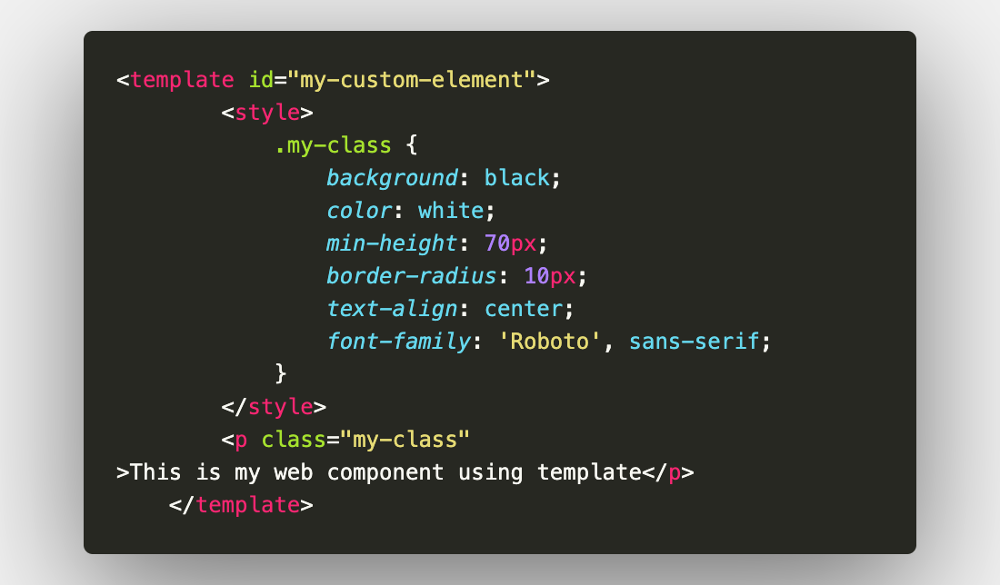 <template id="my-custom-element">
        <style>
            .my-class {
                background: black;
                color: white;
                min-height: 70px;
                border-radius: 10px;
                text-align: center;
                font-family: 'Roboto', sans-serif;
            }
        </style>
        <p class="my-class"
>This is my web component using template</p>
    </template>